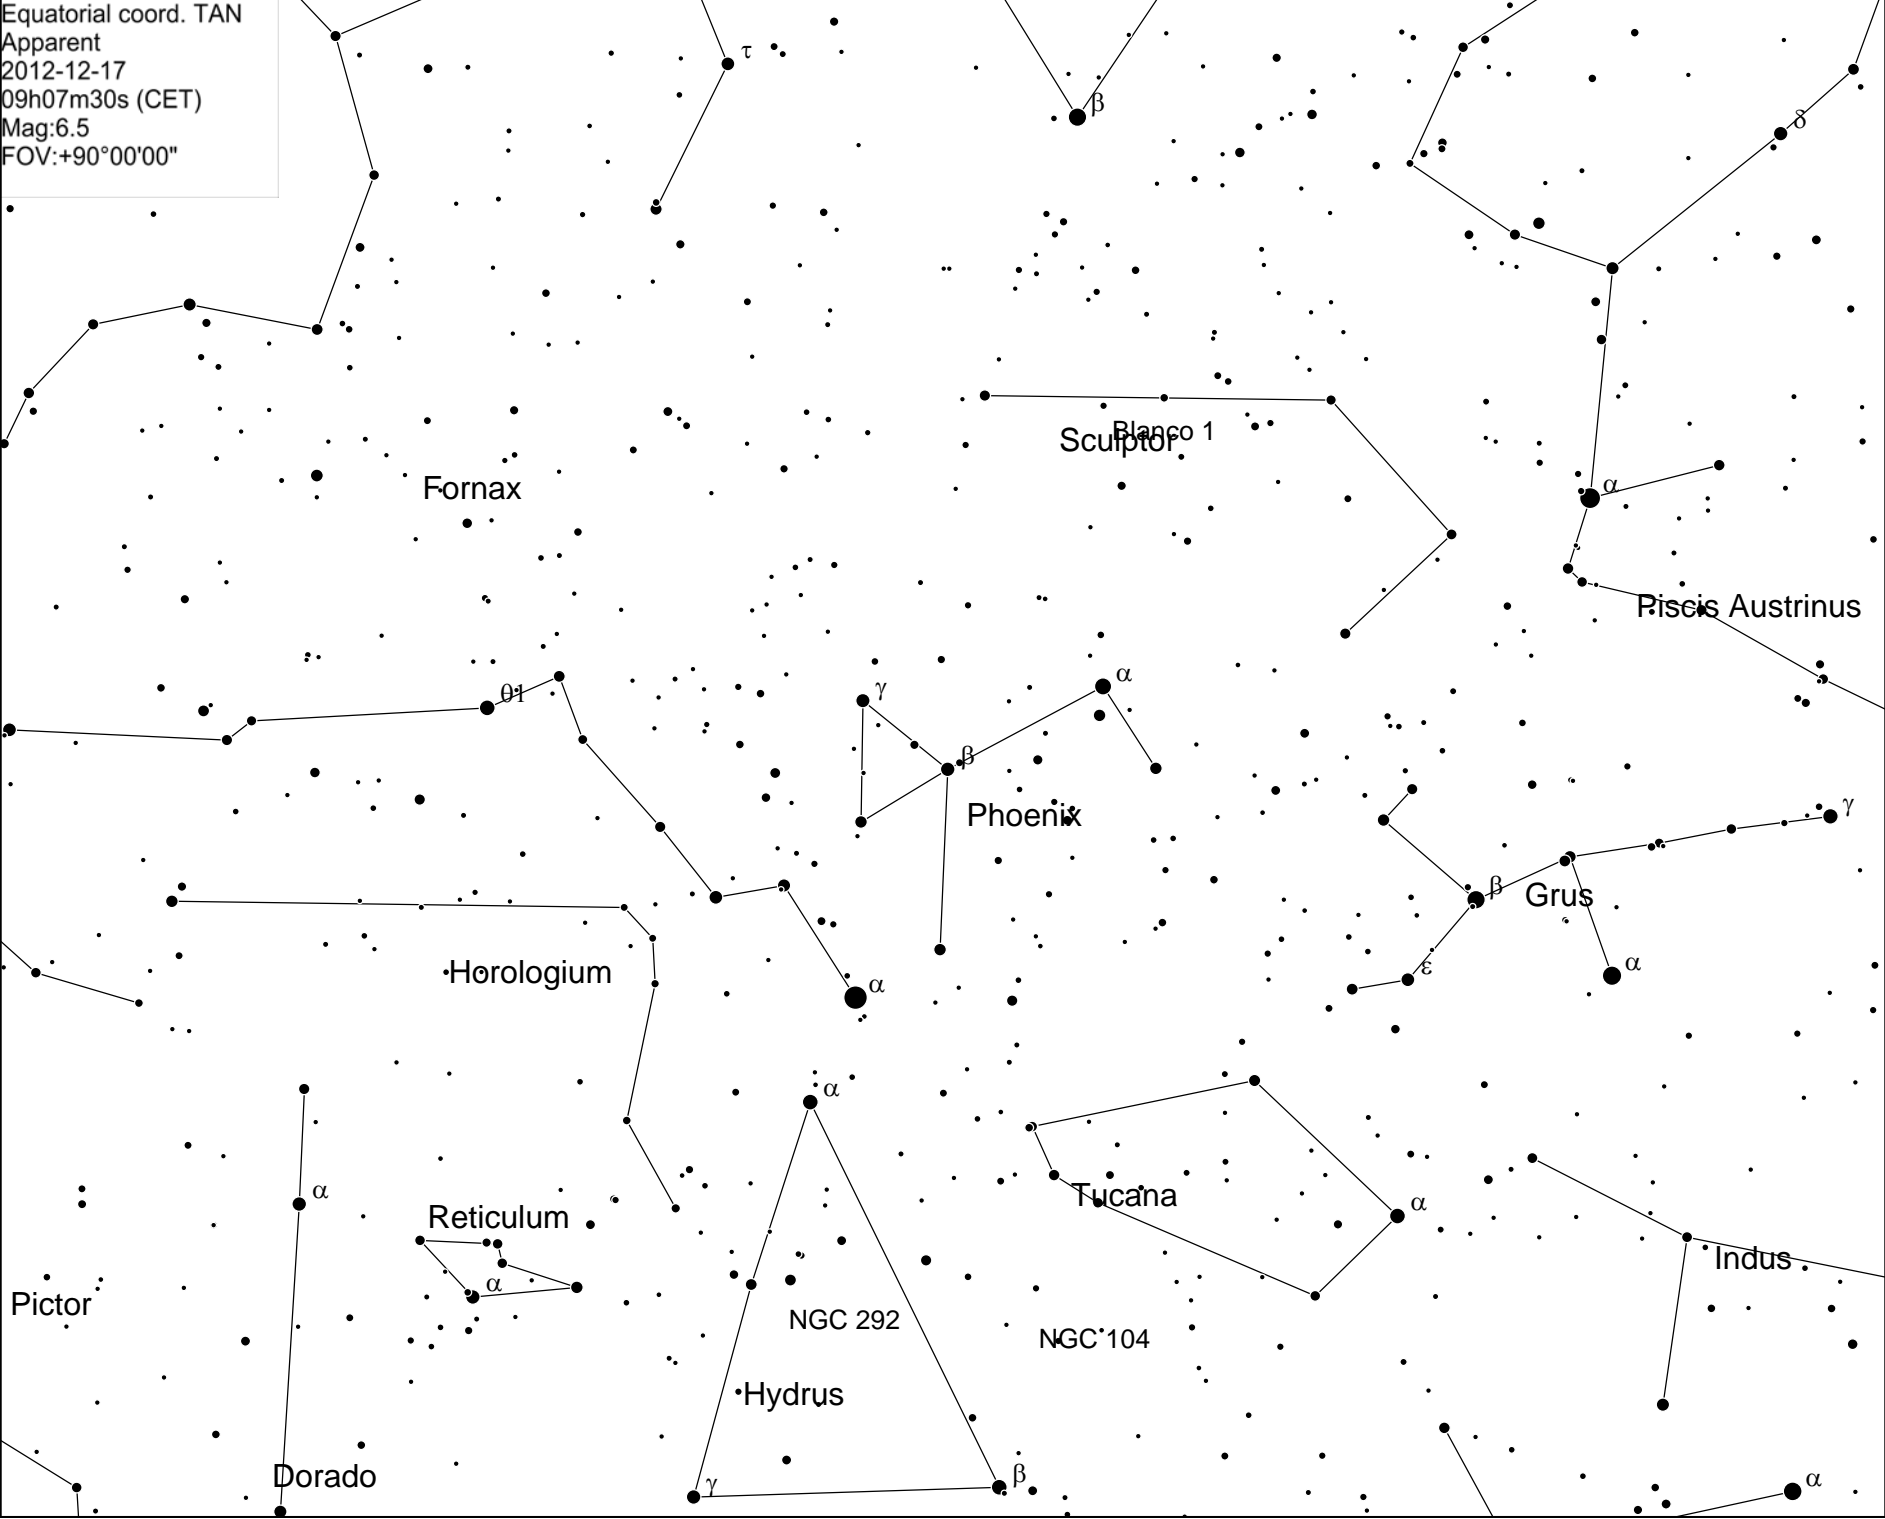 Equatorial coord. TAN
Apparent
2012-12-17
09h07m30s (CET)
Mag:6.5
FOV:+90°00'00"
τ
β
δ
Blanco 1
Sculptor
Fornax
α
Piscis Austrinus
θ1
γ
α
β
Phoenix
γ
β
Grus
ε
α
Horologium
α
α
α
Reticulum
Tucana
α
Indus
α
Pictor
NGC 292
NGC 104
Hydrus
Dorado
γ
β
α